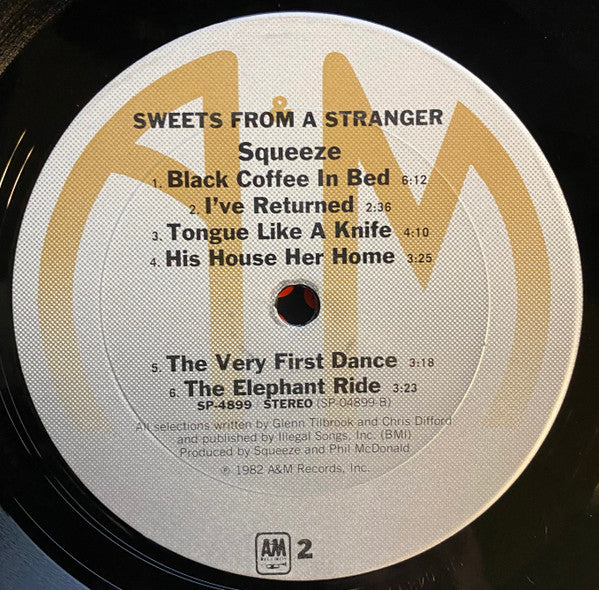 A&M
SWEETS FROM A STRANGER
Squeeze
1. Black Coffee In Bed 6:12
2. I've Returned 2:36
3. Tongue Like A Knife 4:10
4. His House Her Home 3:25
5. The Very First Dance 3:18
6. The Elephant Ride 3:23
SP-4899 STEREO (SP-04899-B)
All selections written by Glenn Tilbrook and Chris Difford
and published by Illegal Songs, Inc. (BMI)
Produced by Squeeze and Phil McDonald
℗ 1982 A&M Records, Inc.
AM
RECORDS
2